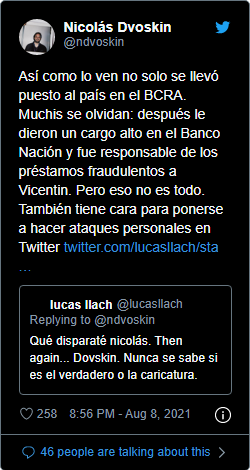 Nicolás Dvoskin
@ndvoskin
Así como lo ven no solo se llevó
puesto al país en el BCRA.
Muchis se olvidan: después le
dieron un cargo alto en el Banco
Nación y fue responsable de los
préstamos fraudulentos a
Vicentin. Pero eso no es todo.
También tiene cara para ponerse
a hacer ataques personales en
Twitter twitter.com/lucasllach/sta
…
lucas llach @lucasllach
Replying to @ndvoskin
Qué disparaté nicolás. Then
again... Dovskin. Nunca se sabe si
es el verdadero o la caricatura.
258 8:56 PM - Aug 8, 2021
46 people are talking about this